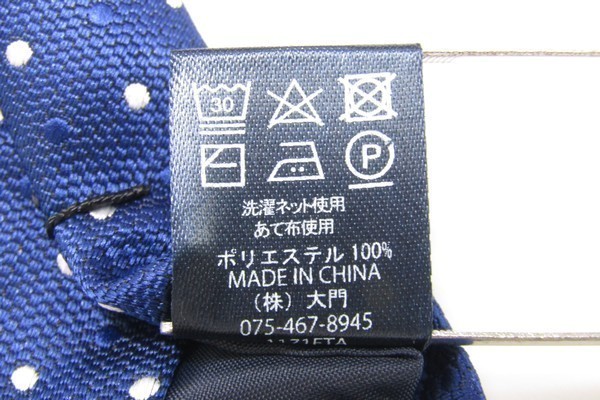 30
P
洗濯ネット使用
あて布使用
ポリエステル 100%
MADE IN CHINA
（株）大門
075-467-8945
1171ETA